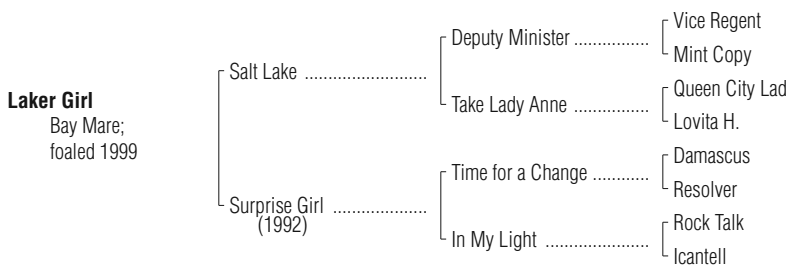 Laker Girl
Bay Mare;
foaled 1999
Salt Lake ..........................
Surprise Girl ....................
(1992)
Deputy Minister ................
Take Lady Anne ................
Time for a Change ............
In My Light ......................
Vice Regent
Mint Copy
Queen City Lad
Lovita H.
Damascus
Resolver
Rock Talk
Icantell